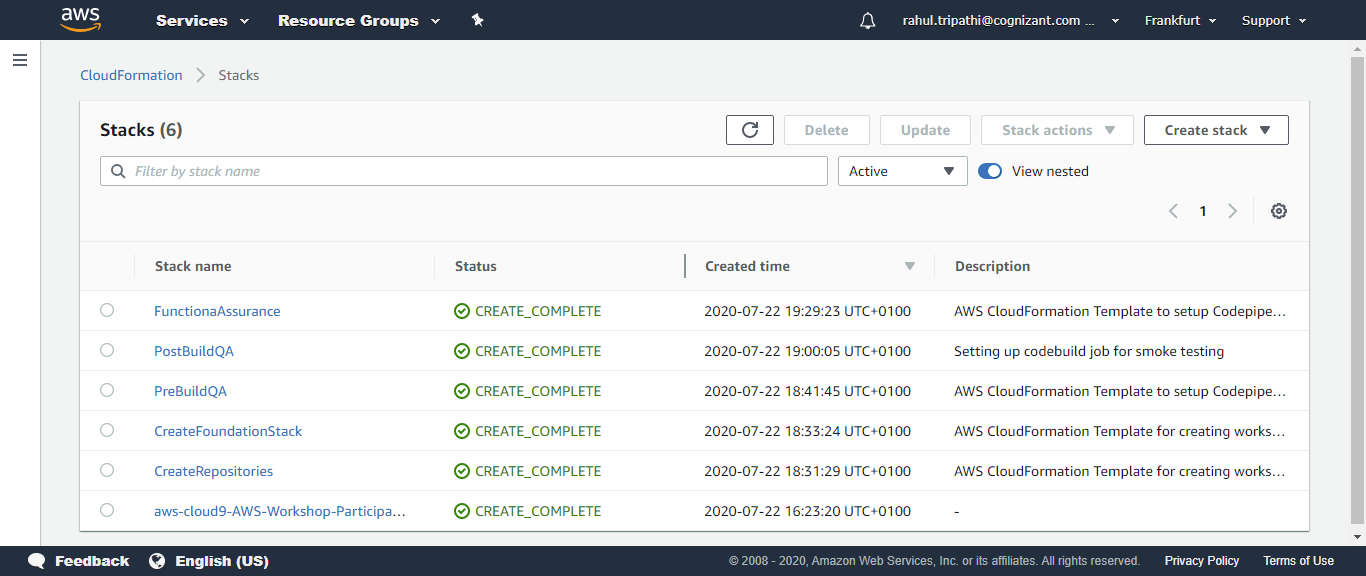 aws Services Resource Groups rahul.tripathi@cognizant.com ... Frankfurt Support
CloudFormation Stacks
Stacks (6) Delete Update Stack actions Create stack
Filter by stack name Active View nested
1
Stack name Status Created time Description
FunctionaAssurance CREATE_COMPLETE 2020-07-22 19:29:23 UTC+0100 AWS CloudFormation Template to setup Codepipe...
PostBuildQA CREATE_COMPLETE 2020-07-22 19:00:05 UTC+0100 Setting up codebuild job for smoke testing
PreBuildQA CREATE_COMPLETE 2020-07-22 18:41:45 UTC+0100 AWS CloudFormation Template to setup Codepipe...
CreateFoundationStack CREATE_COMPLETE 2020-07-22 18:33:24 UTC+0100 AWS CloudFormation Template for creating works...
CreateRepositories CREATE_COMPLETE 2020-07-22 18:31:29 UTC+0100 AWS CloudFormation Template for creating works...
aws-cloud9-AWS-Workshop-Participa... CREATE_COMPLETE 2020-07-22 16:23:20 UTC+0100 -
Feedback English (US) © 2008 - 2020, Amazon Web Services, Inc. or its affiliates. All rights reserved. Privacy Policy Terms of Use